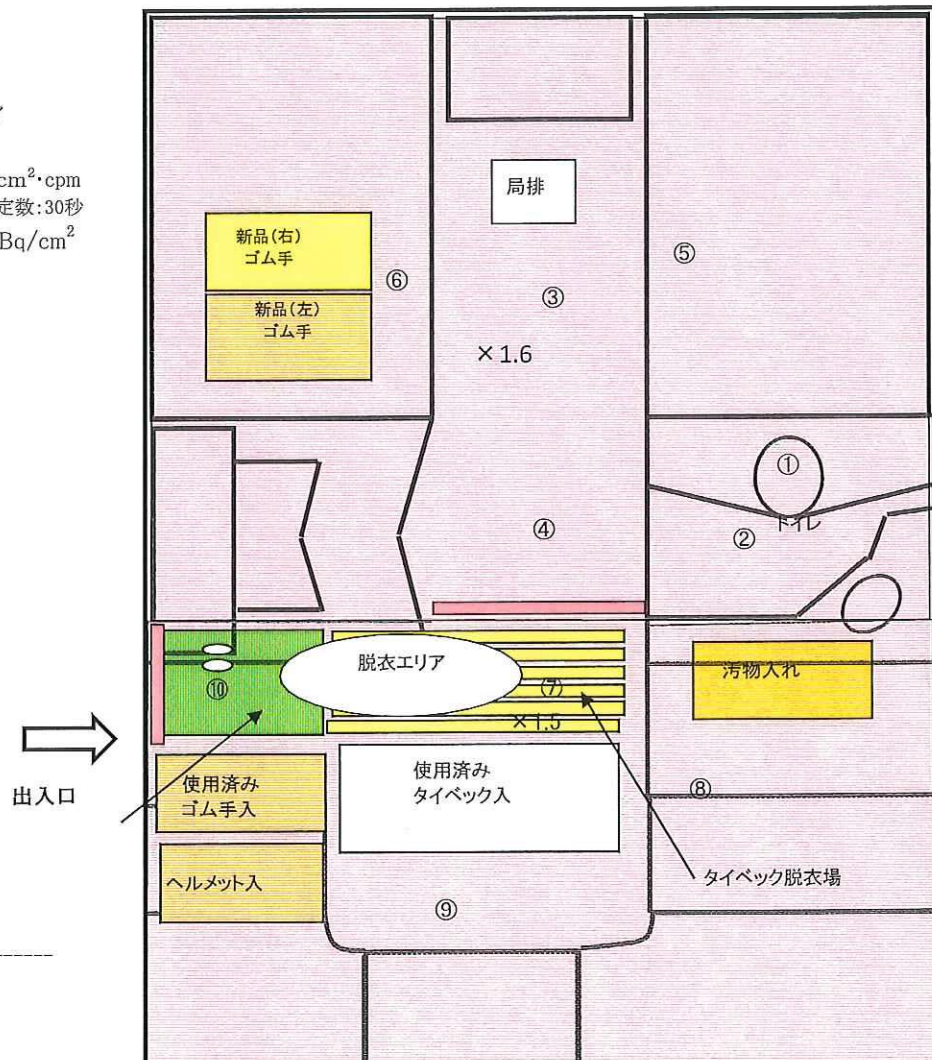 cm²・cpm
定数:30秒
Bq/cm²
局排
新品(右)
ゴム手
新品(左)
ゴム手
⑥
③
⑤
×1.6
①
トイレ
④
②
脱衣エリア
⑩
⑦
×1.5
汚物入れ
出入口
使用済み
ゴム手入
使用済み
タイベック入
⑧
ヘルメット入
タイベック脱衣場
⑨